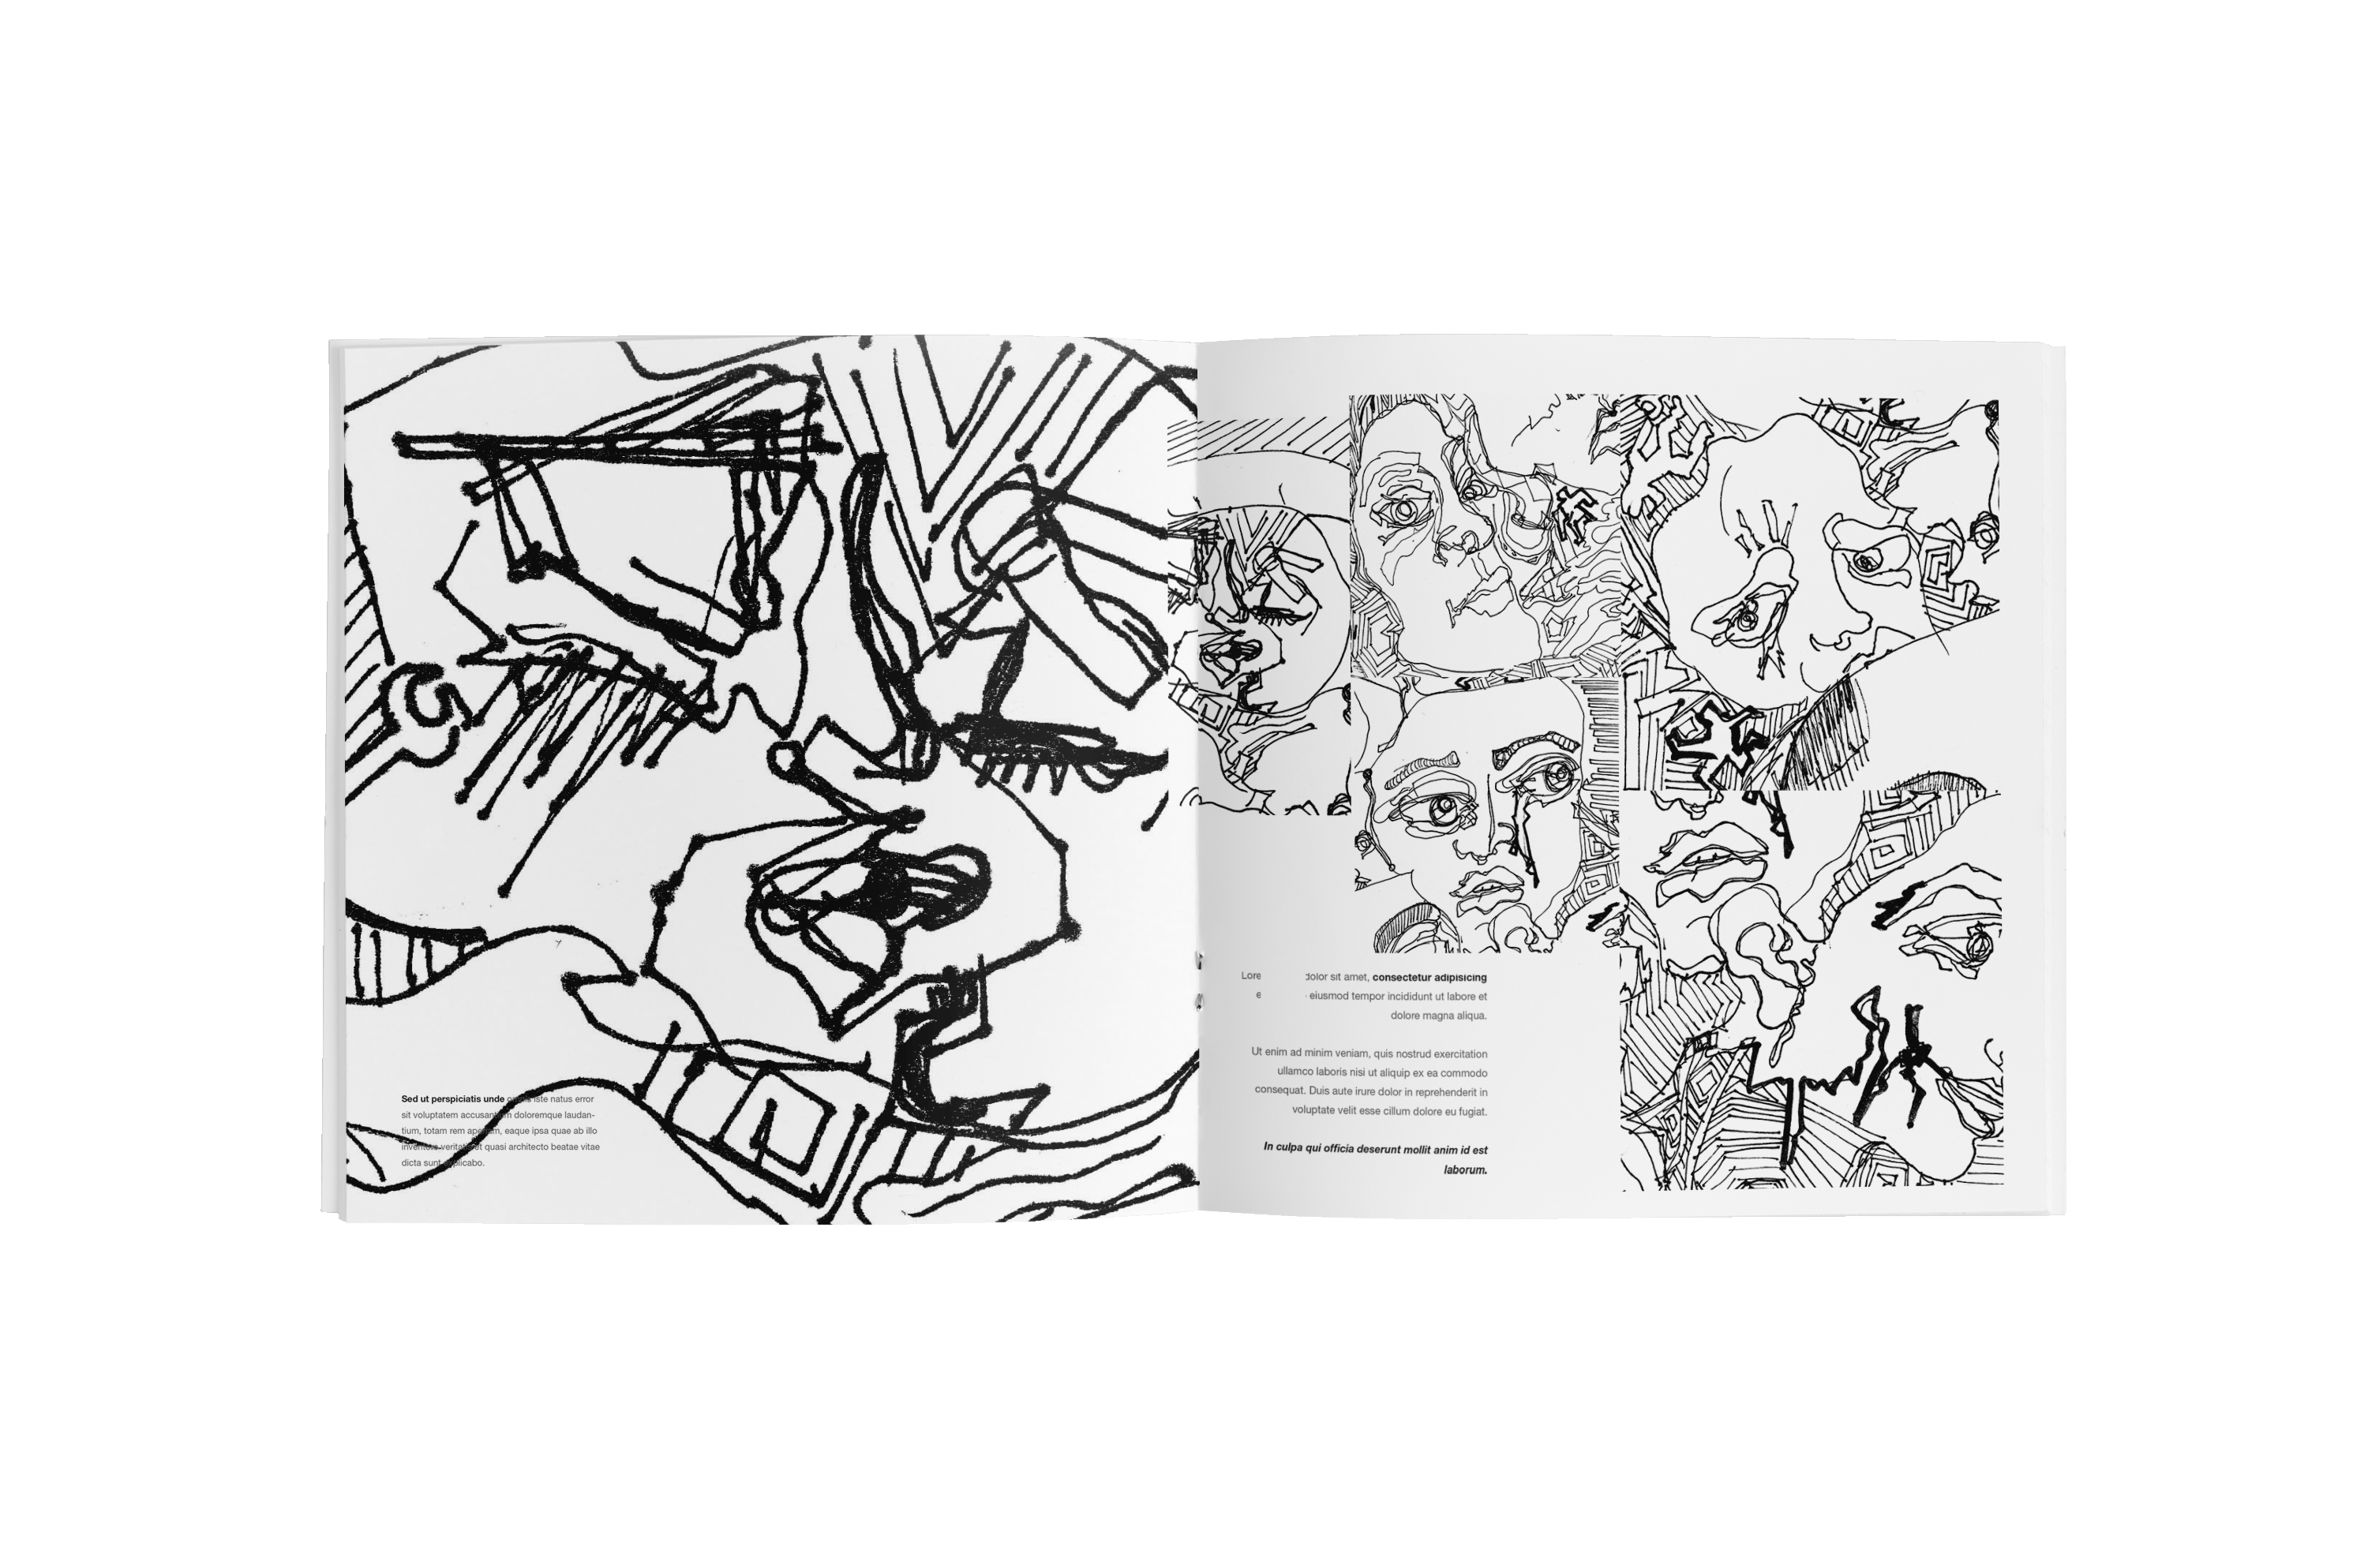 Sed ut perspiciatis unde iste natus error
sit voluptatem doloremque laudan-
tium, totam rem eaque ipsa quae ab illo
et quasi architecto beatae vitae
dicta sunt
dolor sit amet, consectetur adipisicing
eiusmod tempor incididunt ut labore et
dolore magna aliqua.
Ut enim ad minim veniam, quis nostrud exercitation
ullamco laboris nisi ut aliquip ex ea commodo
consequat. Duis aute irure dolor in reprehenderit in
voluptate velit esse cillum dolore eu fugiat.
In culpa qui officia deserunt mollit anim id est
laborum.